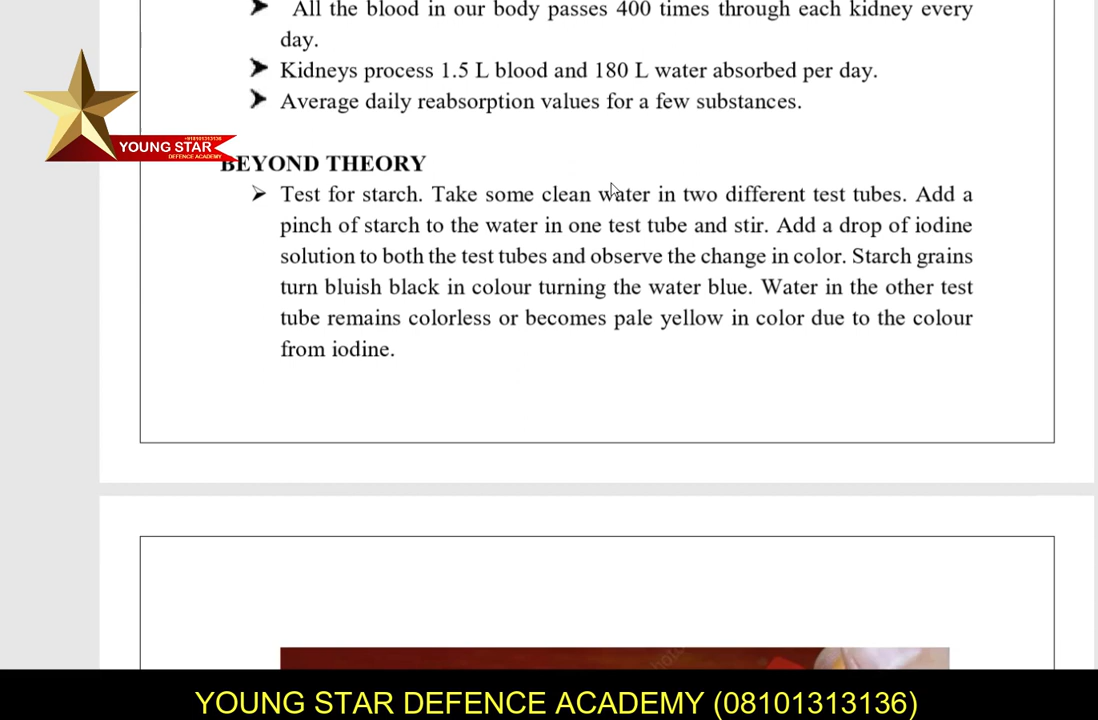 ➤ All the blood in our body passes 400 times through each kidney every
day.
➤ Kidneys process 1.5 L blood and 180 L water absorbed per day.
➤ Average daily reabsorption values for a few substances.
+918101313136
YOUNG STAR
DEFENCE ACADEMY
BEYOND THEORY
➢ Test for starch. Take some clean water in two different test tubes. Add a
pinch of starch to the water in one test tube and stir. Add a drop of iodine
solution to both the test tubes and observe the change in color. Starch grains
turn bluish black in colour turning the water blue. Water in the other test
tube remains colorless or becomes pale yellow in color due to the colour
from iodine.
YOUNG STAR DEFENCE ACADEMY (08101313136)